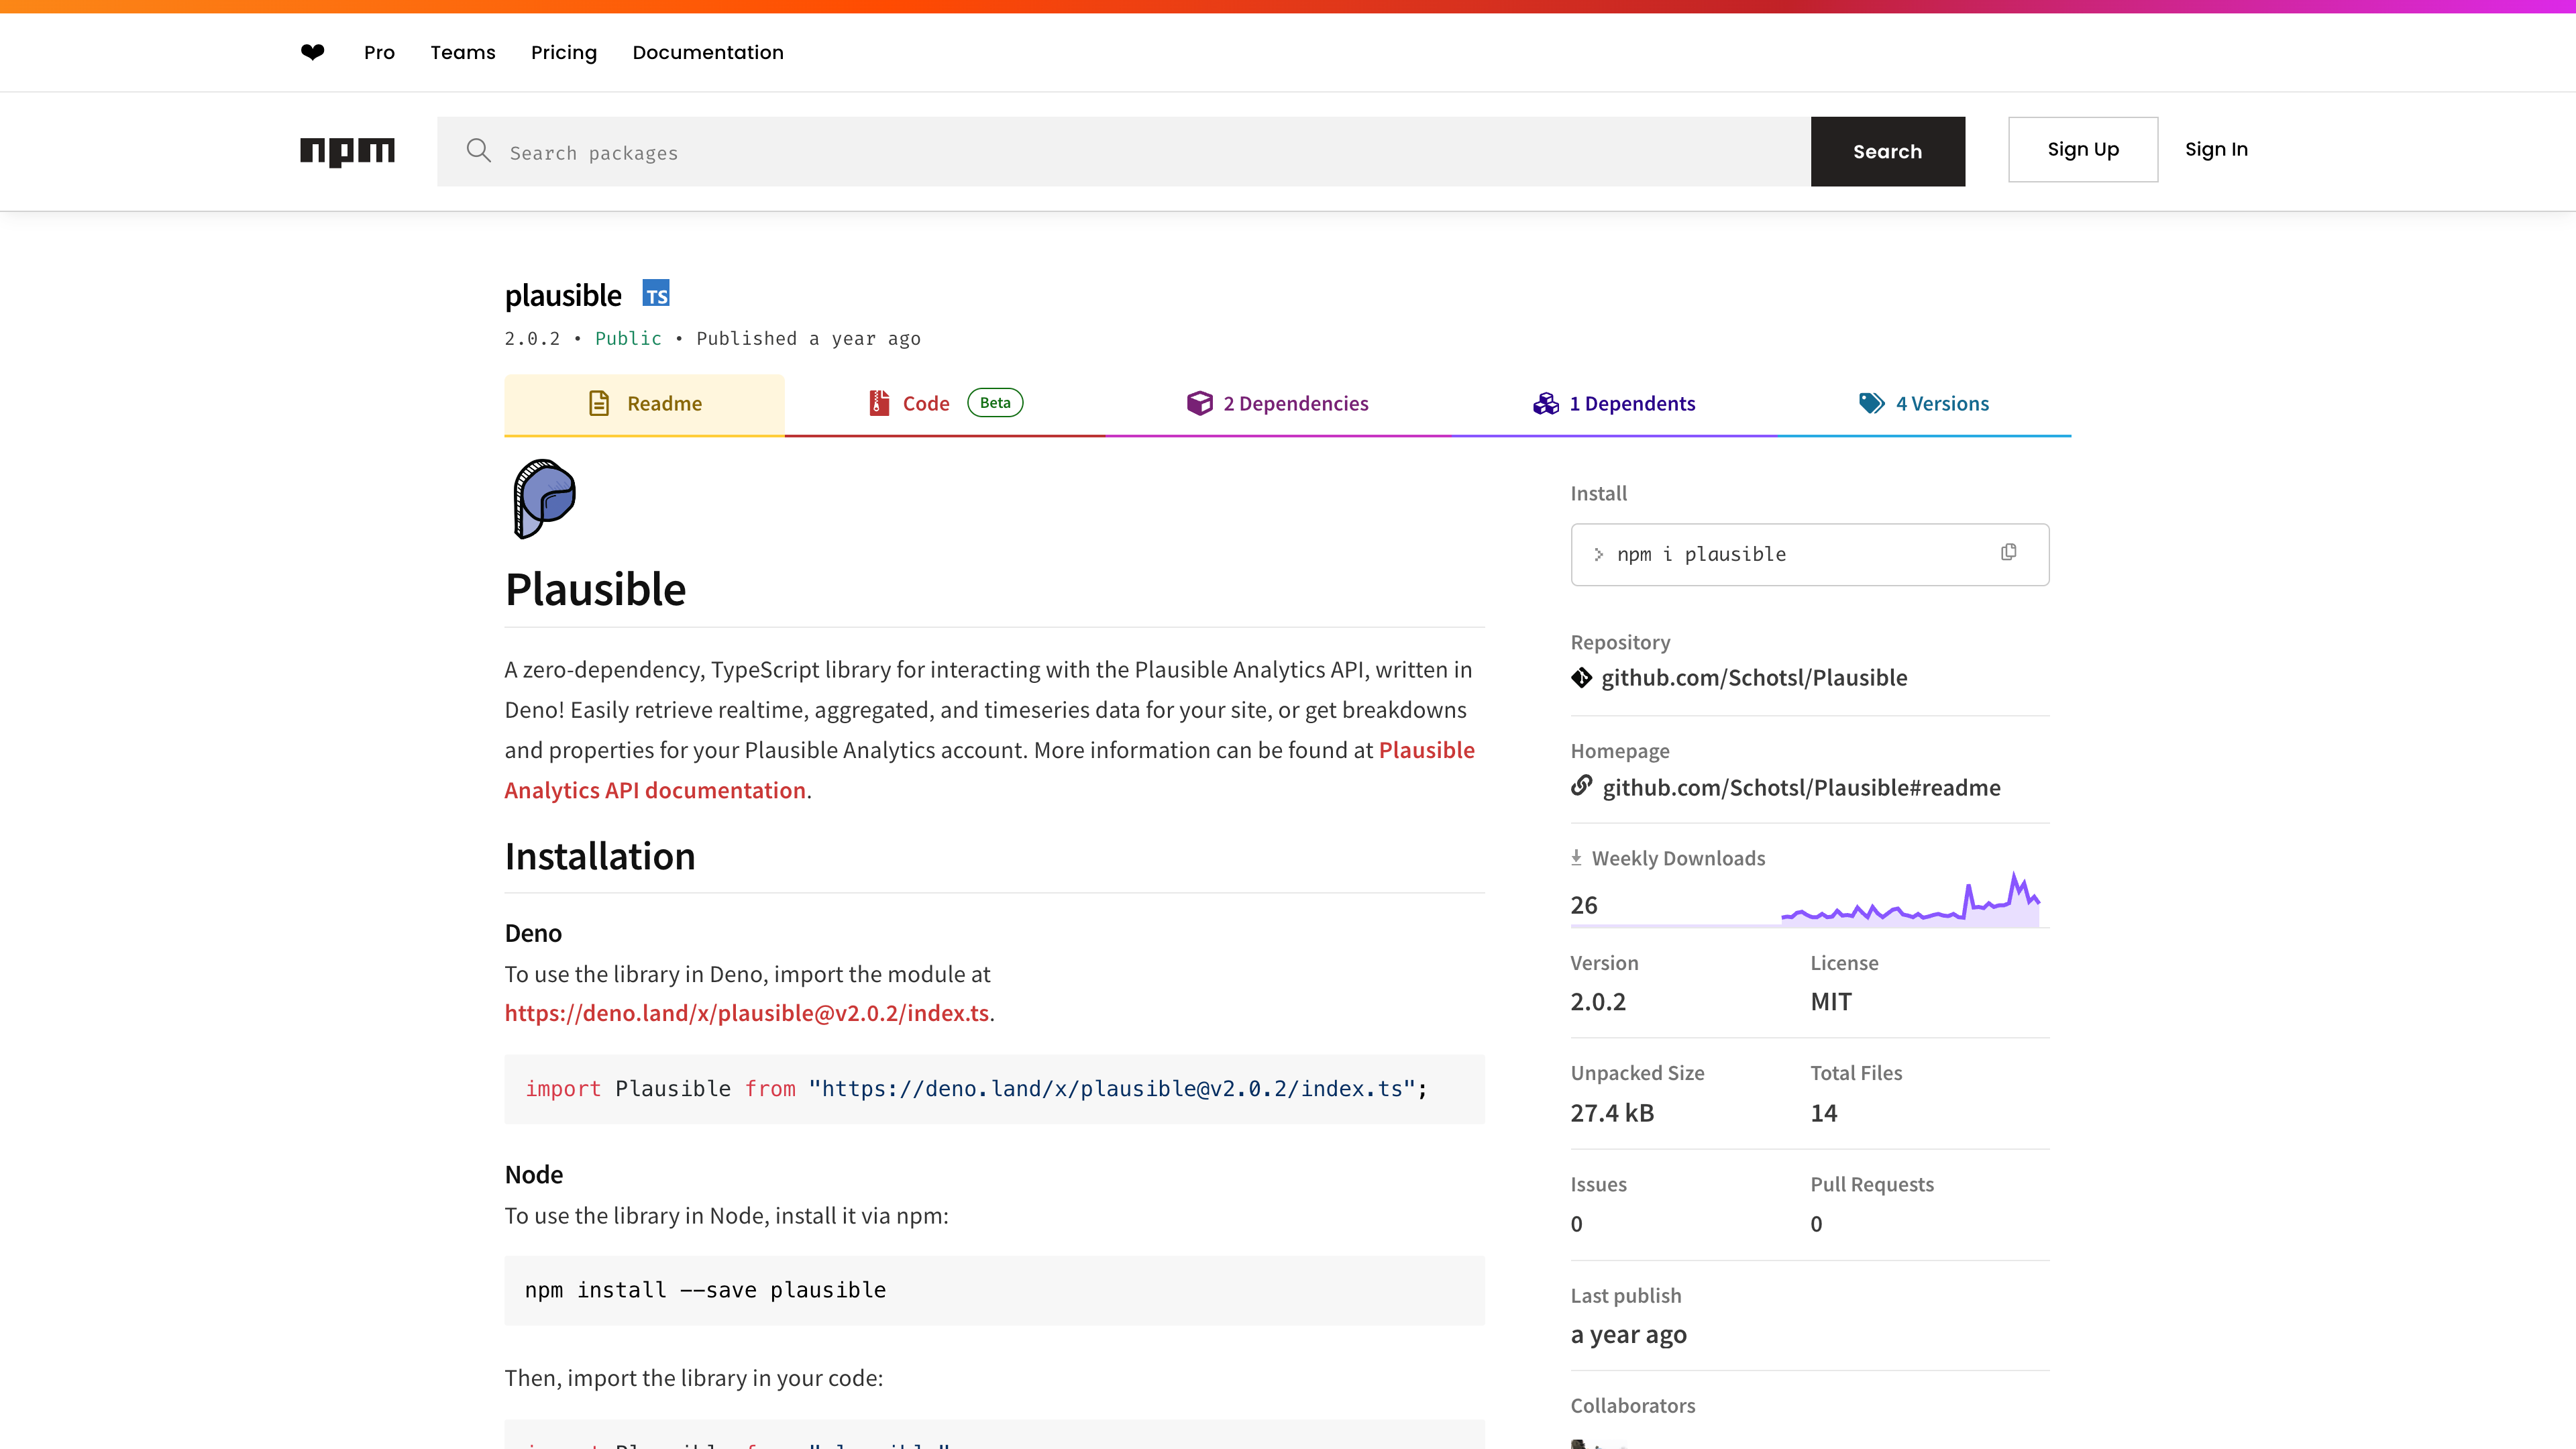 ❤ Pro Teams Pricing Documentation
npm Search packages Search Sign Up Sign In
plausible TS
2.0.2 • Public • Published a year ago
Readme Code Beta 2 Dependencies 1 Dependents 4 Versions
Plausible
A zero-dependency, TypeScript library for interacting with the Plausible Analytics API, written in
Deno! Easily retrieve realtime, aggregated, and timeseries data for your site, or get breakdowns
and properties for your Plausible Analytics account. More information can be found at Plausible
Analytics API documentation.
Installation
Deno
To use the library in Deno, import the module at
https://deno.land/x/plausible@v2.0.2/index.ts.
import Plausible from "https://deno.land/x/plausible@v2.0.2/index.ts";
Node
To use the library in Node, install it via npm:
npm install --save plausible
Then, import the library in your code:
Install
npm i plausible
Repository
github.com/Schotsl/Plausible
Homepage
github.com/Schotsl/Plausible#readme
Weekly Downloads
26
Version License
2.0.2 MIT
Unpacked Size Total Files
27.4 kB 14
Issues Pull Requests
0 0
Last publish
a year ago
Collaborators